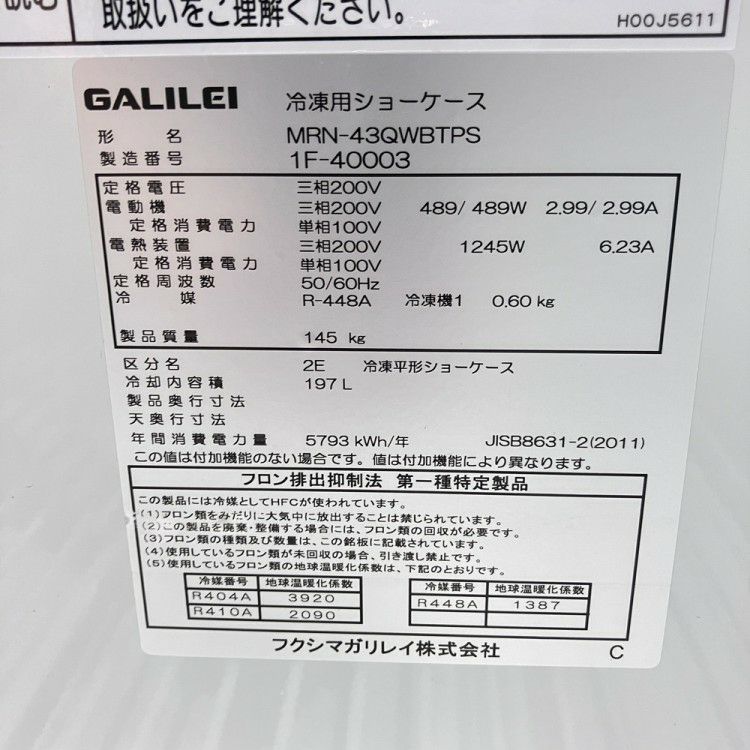 取扱いをご理解ください。
H00J5611
GALILEI 冷凍用ショーケース
形 名 MRN-43QWBTPS
製造番号 1F-40003
定格電圧 三相200V
電動機 三相200V 489/ 489W 2.99/ 2.99A
定格消費電力 単相100V
電熱装置 三相200V 1245W 6.23A
定格消費電力 単相100V
定格周波数 50/60Hz
冷 媒 R-448A 冷凍機1 0.60 kg
製品質量 145 kg
区分名 2E 冷凍平形ショーケース
冷却内容積 197 L
製品奥行寸法
天奥行寸法
年間消費電力量 5793 kWh/年 JISB8631-2(2011)
この値は付加機能のない場合です。値は付加機能により異なります。
フロン排出抑制法 第一種特定製品
この製品には冷媒としてHFCが使われています。
(1)フロン類をみだりに大気中に放出することは禁じられています。
(2)この製品を廃棄・整備する場合には、フロン類の回収が必要です。
(3)フロン類の種類及び数量は、この銘板に記載されています。
(4)使用しているフロン類が未回収の場合、引き渡し禁止です。
(5)使用しているフロン類の地球温暖化係数は、下記のとおりです。
冷媒番号 地球温暖化係数 冷媒番号 地球温暖化係数
R404A 3920 R448A 1387
R410A 2090
フクシマガリレイ株式会社 C